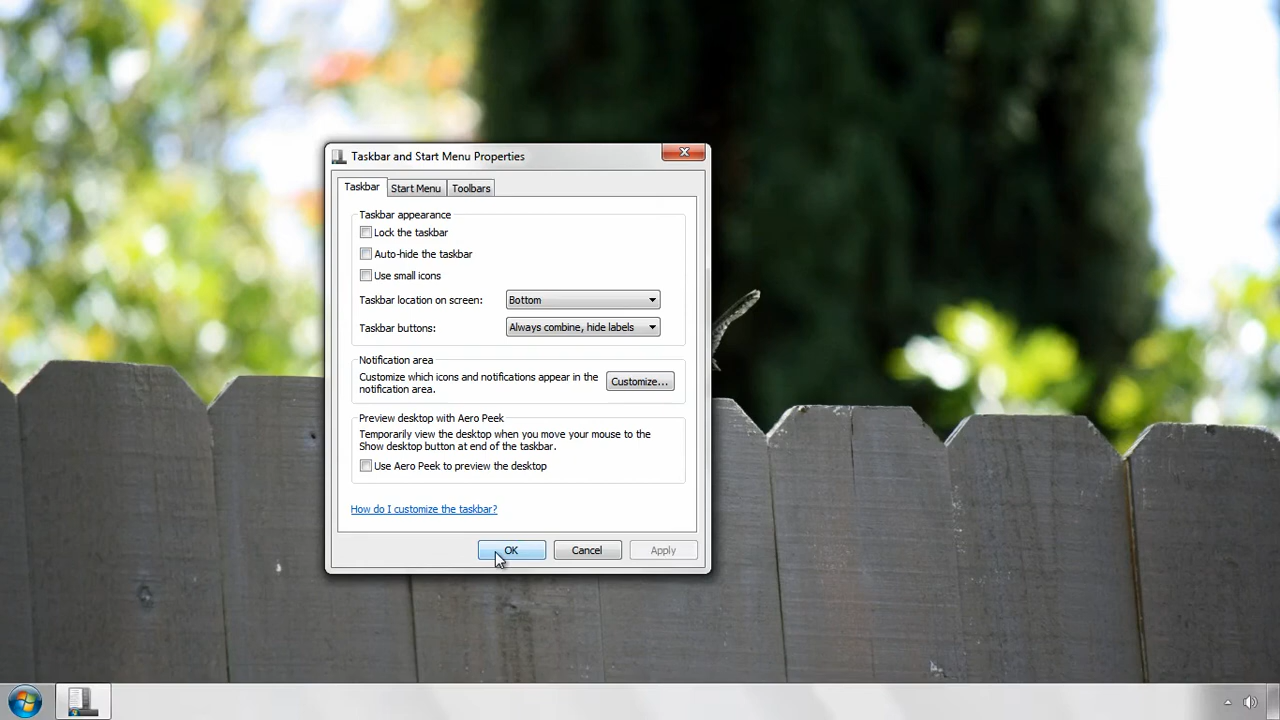 Taskbar and Start Menu Properties
Taskbar
Start Menu
Toolbars
Taskbar appearance
Lock the taskbar
Auto-hide the taskbar
Use small icons
Taskbar location on screen:
Bottom
Taskbar buttons:
Always combine, hide labels
Notification area
Customize which icons and notifications appear in the
notification area.
Customize...
Preview desktop with Aero Peek
Temporarily view the desktop when you move your mouse to the
Show desktop button at end of the taskbar.
Use Aero Peek to preview the desktop
How do I customize the taskbar?
OK
Cancel
Apply